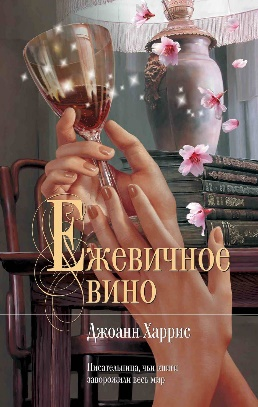 Ежевичное
вино
Джоанн Харрис
Писательница, чьи книги
заворожили весь мир